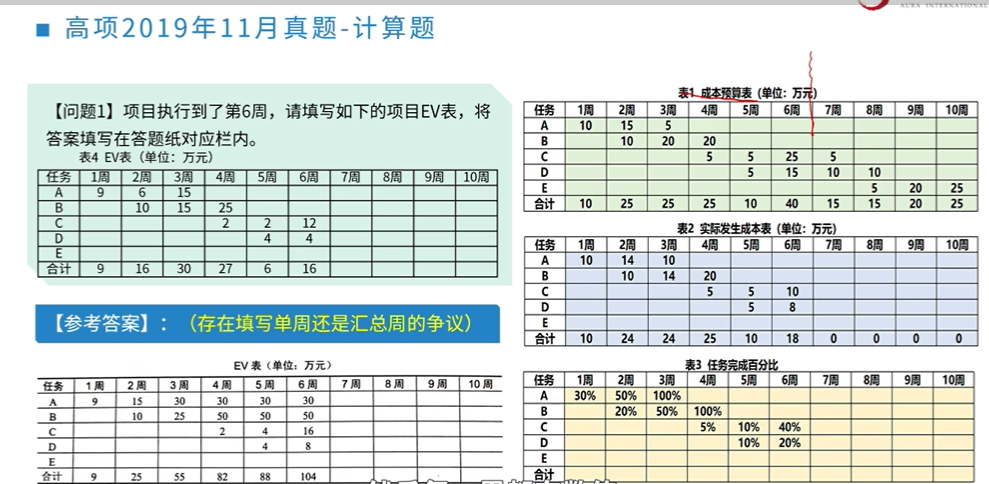 AURA INTERNATIONAL
■ 高项2019年11月真题-计算题
【问题1】项目执行到了第6周，请填写如下的项目EV表，将
答案填写在答题纸对应栏内。
表4 EV表（单位：万元）
任务 1周 2周 3周 4周 5周 6周 7周 8周 9周 10周
A 9 6 15
B 10 15 25
C 2 2 12
D 4 4
E
合计 9 16 30 27 6 16
【参考答案】：（存在填写单周还是汇总周的争议）
EV 表（单位：万元）
任务 1 周 2 周 3 周 4 周 5 周 6 周 7 周 8 周 9 周 10 周
A 9 15 30 30 30 30
B 10 25 50 50 50
C 2 4 16
D 4 8
E
合计 9 25 55 82 88 104
表1 成本预算表（单位：万元）
任务 1周 2周 3周 4周 5周 6周 7周 8周 9周 10周
A 10 15 5
B 10 20 20
C 5 5 25 5
D 5 15 10 10
E 5 20 25
合计 10 25 25 25 10 40 15 15 20 25
表2 实际发生成本表（单位：万元）
任务 1周 2周 3周 4周 5周 6周 7周 8周 9周 10周
A 10 14 10
B 10 14 20
C 5 5 10
D 5 8
E
合计 10 24 24 25 10 18 0 0 0 0
表3 任务完成百分比
任务 1周 2周 3周 4周 5周 6周 7周 8周 9周 10周
A 30% 50% 100%
B 20% 50% 100%
C 5% 10% 40%
D 10% 20%
E
合计